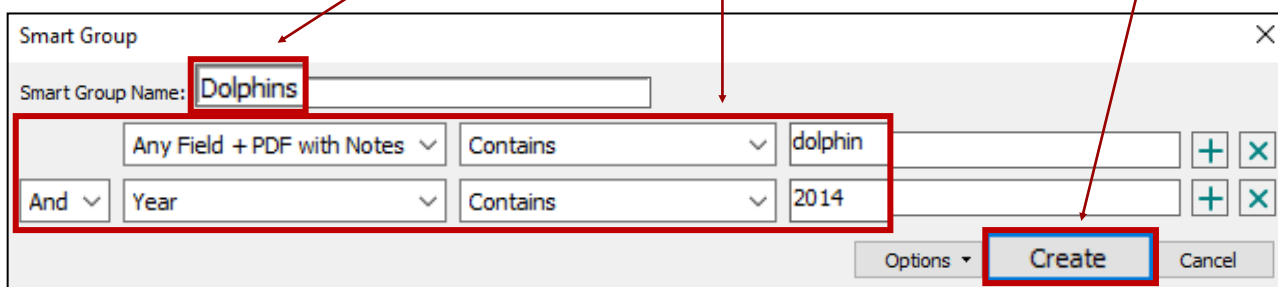 Smart Group
Smart Group Name: Dolphins
Any Field + PDF with Notes Contains dolphin
And Year Contains 2014
Options Create Cancel